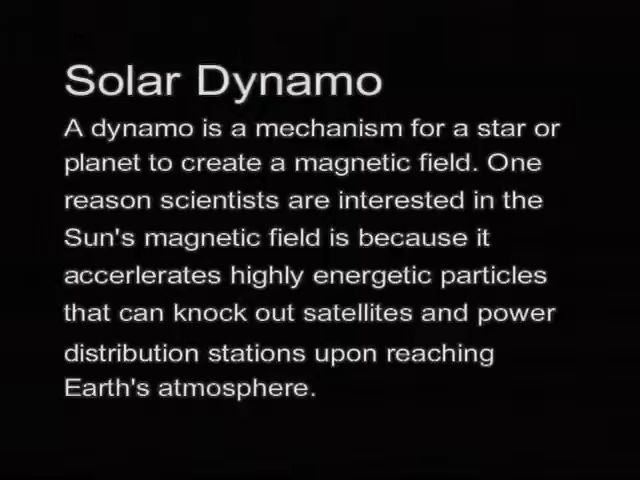 Solar Dynamo
A dynamo is a mechanism for a star or
planet to create a magnetic field. One
reason scientists are interested in the
Sun's magnetic field is because it
accerlerates highly energetic particles
that can knock out satellites and power
distribution stations upon reaching
Earth's atmosphere.